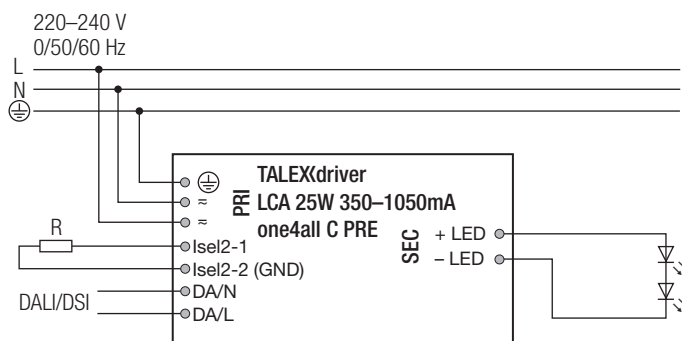 220–240 V
0/50/60 Hz
L
N
PRI
TALEXXdriver
LCA 25W 350–1050mA
one4all C PRE
≂
≂
R
Isel2-1
Isel2-2 (GND)
DALI/DSI
DA/N
DA/L
SEC
+ LED
– LED